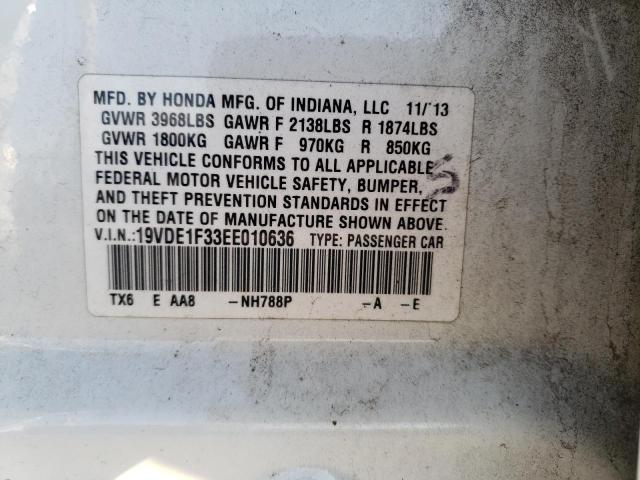 MFD. BY HONDA MFG. OF INDIANA, LLC 11/'13
GVWR 3968LBS GAWR F 2138LBS R 1874LBS
GVWR 1800KG GAWR F 970KG R 850KG
THIS VEHICLE CONFORMS TO ALL APPLICABLE
FEDERAL MOTOR VEHICLE SAFETY, BUMPER,
AND THEFT PREVENTION STANDARDS IN EFFECT
ON THE DATE OF MANUFACTURE SHOWN ABOVE.
V.I.N.:19VDE1F33EE010636 TYPE: PASSENGER CAR
TX6 E AA8 -NH788P -A -E